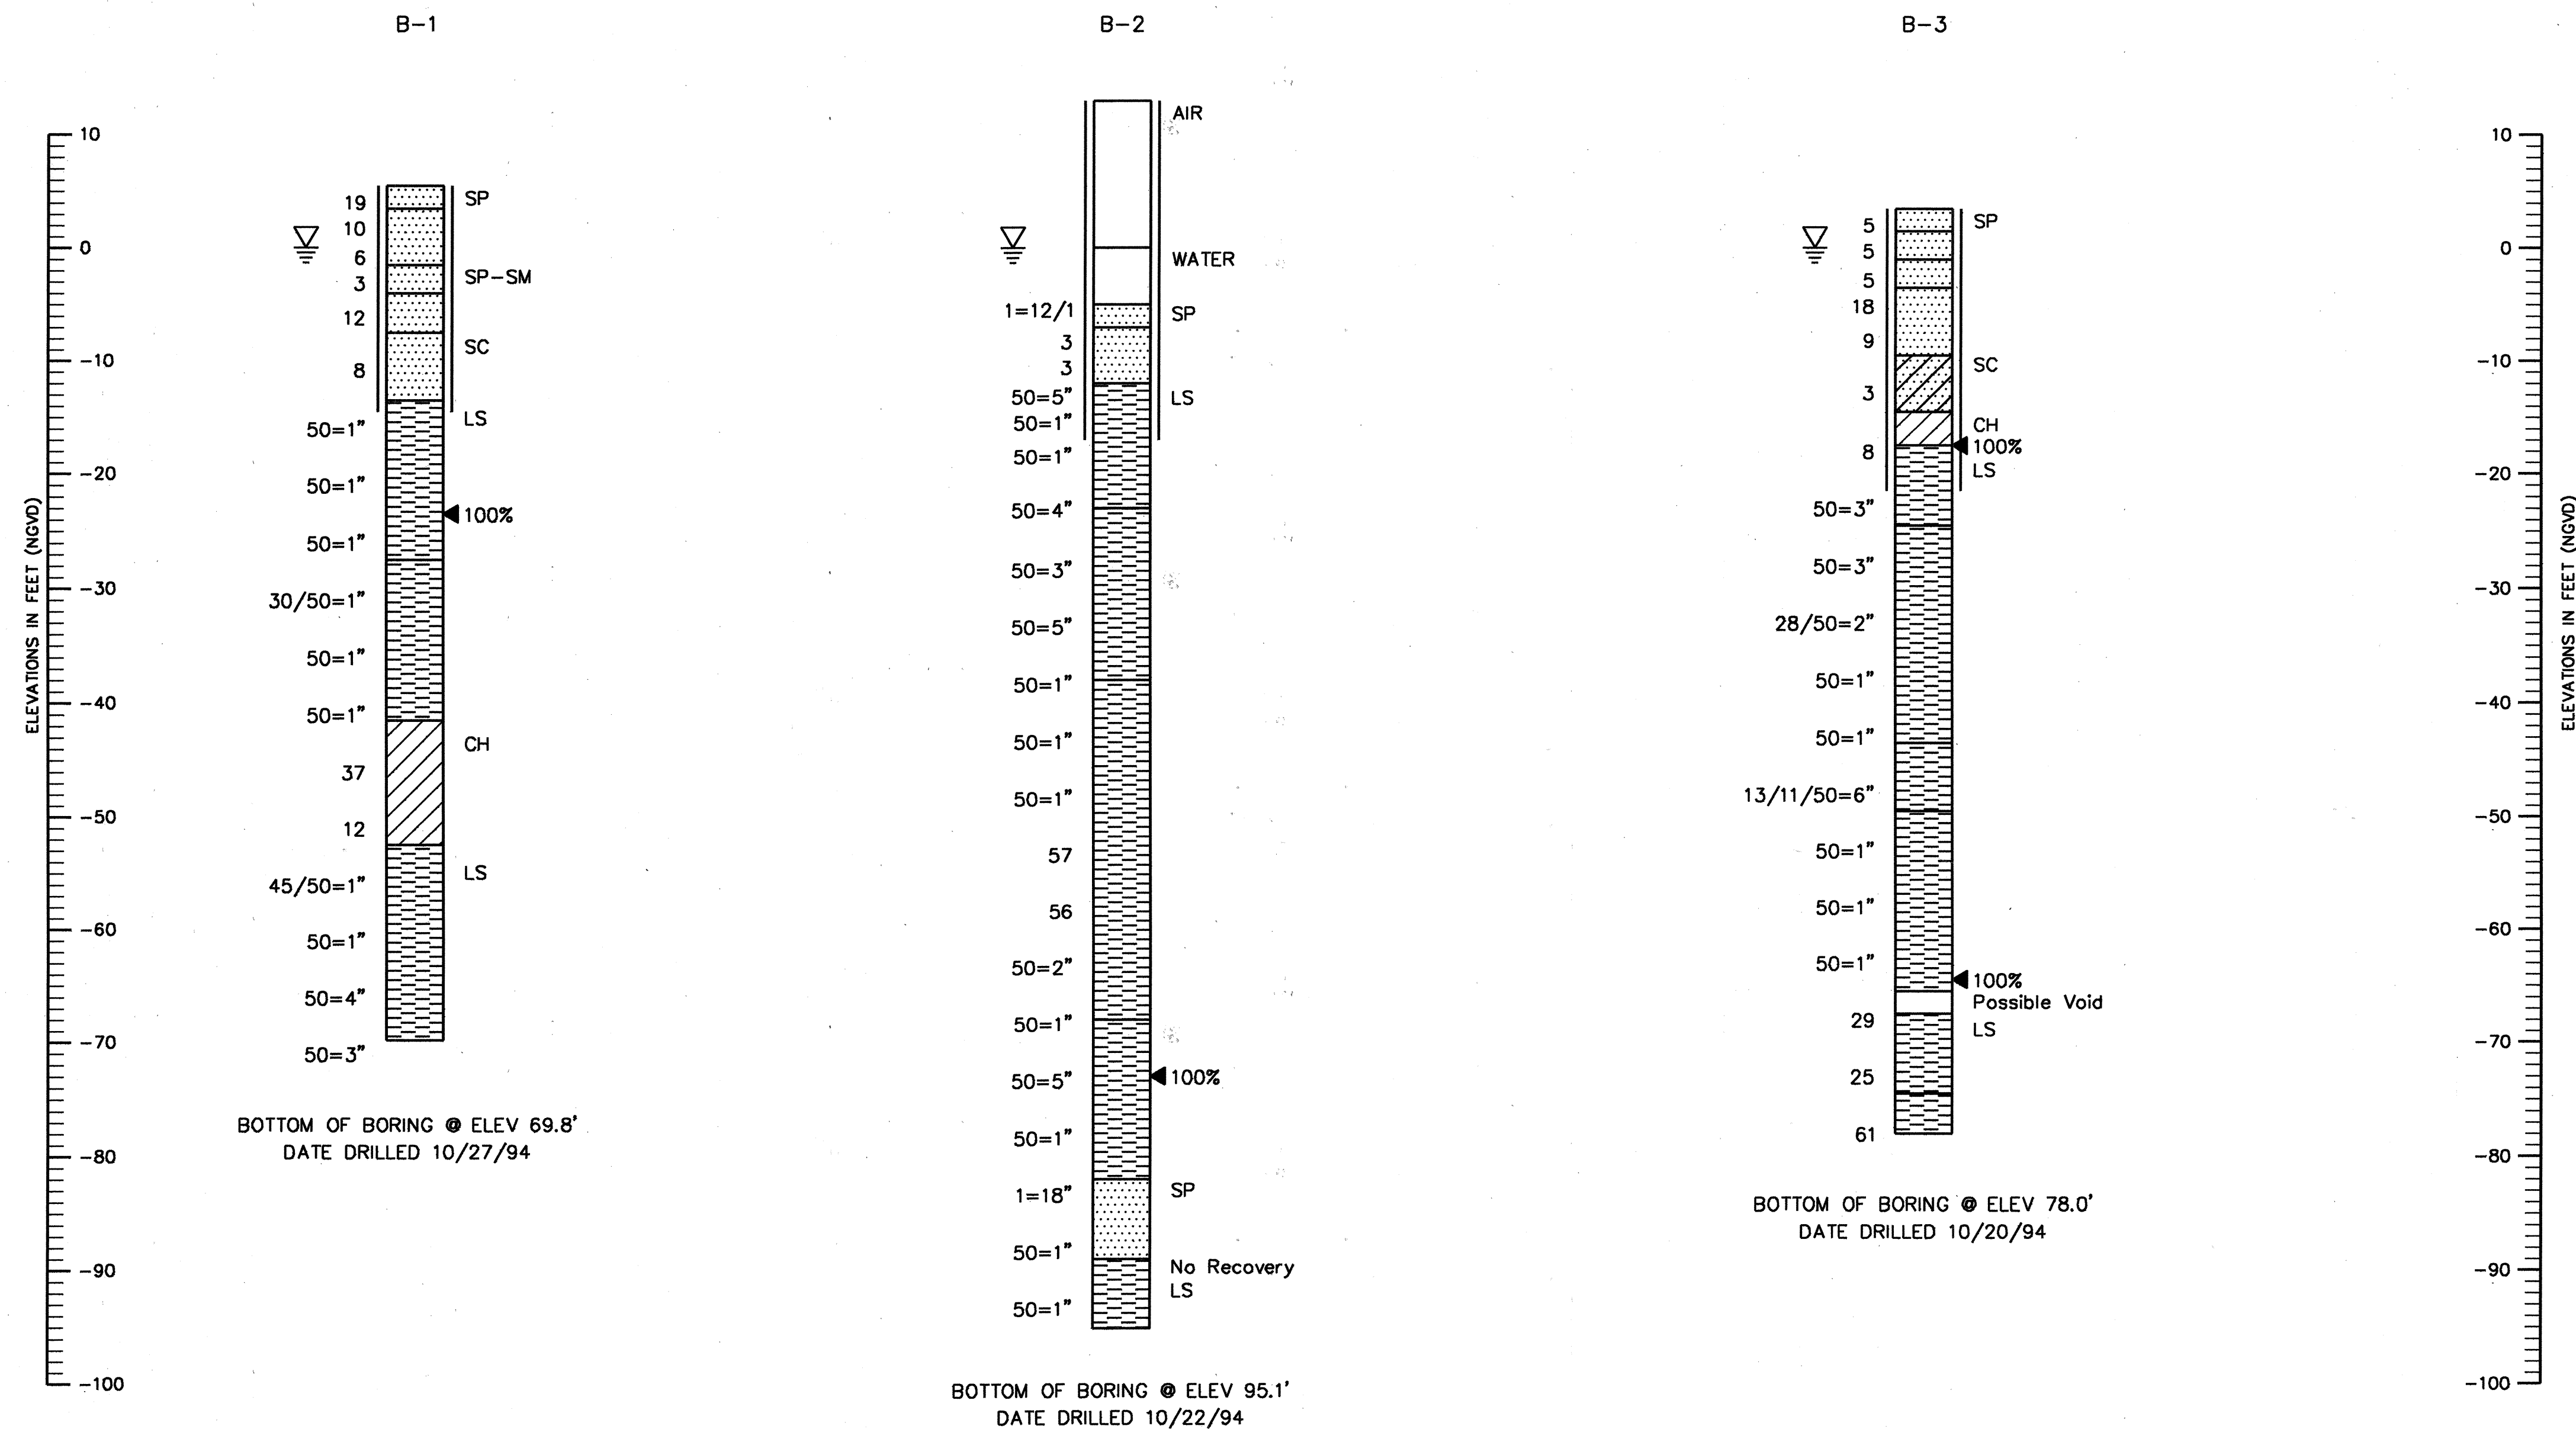 B-1
B-2
B-3
ELEVATIONS IN FEET (NGVD)
10
0
-10
-20
-30
-40
-50
-60
-70
-80
-90
-100
19
10
6
3
12
8
50=1"
50=1"
50=1"
30/50=1"
50=1"
50=1"
37
12
45/50=1"
50=1"
50=4"
50=3"
SP
SP-SM
SC
LS
100%
CH
LS
BOTTOM OF BORING @ ELEV 69.8'
DATE DRILLED 10/27/94
1=12/1
3
3
50=5"
50=1"
50=1"
50=4"
50=3"
50=5"
50=1"
50=1"
50=1"
57
56
50=2"
50=1"
50=5"
50=1"
1=18"
50=1"
50=1"
AIR
WATER
SP
LS
100%
SP
No Recovery
LS
BOTTOM OF BORING @ ELEV 95.1'
DATE DRILLED 10/22/94
5
5
5
18
9
3
8
50=3"
50=3"
28/50=2"
50=1"
50=1"
13/11/50=6"
50=1"
50=1"
50=1"
29
25
61
SP
SC
CH
100%
LS
100%
Possible Void
LS
BOTTOM OF BORING @ ELEV 78.0'
DATE DRILLED 10/20/94
10
0
-10
-20
-30
-40
-50
-60
-70
-80
-90
-100
ELEVATIONS IN FEET (NGVD)